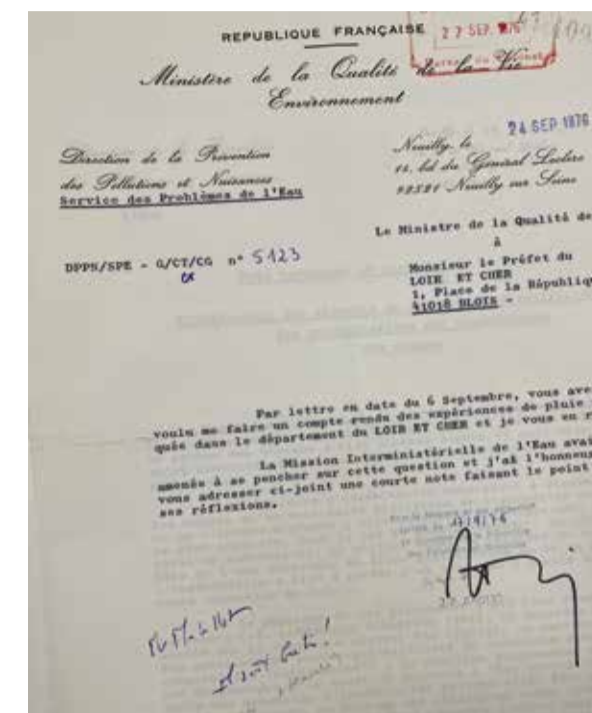 REPUBLIQUE FRANÇAISE
27 SEP. 1976
Ministère de la Qualité de la Vie
Environnement
24 SEP 1976
Direction de la Prévention
des Pollutions et Nuisances
Service des Problèmes de l'Eau
Neuilly, le
14, bd du Général Leclerc
92521 Neuilly sur Seine
DPPN/SPE - G/CT/CG n° 5123
Le Ministre de la Qualité de
à
Monsieur le Préfet du
LOIR ET CHER
1, Place de la Républiqu
41018 BLOIS -
Par lettre en date du 6 Septembre, vous ave
voulu me faire un compte rendu des expériences de pluie
quée dans le département du LOIR ET CHER et je vous en r
La Mission Interministérielle de l'Eau avai
amenée à se pencher sur cette question et j'ai l'honneu
vous adresser ci-joint une courte note faisant le point
ses réflexions.